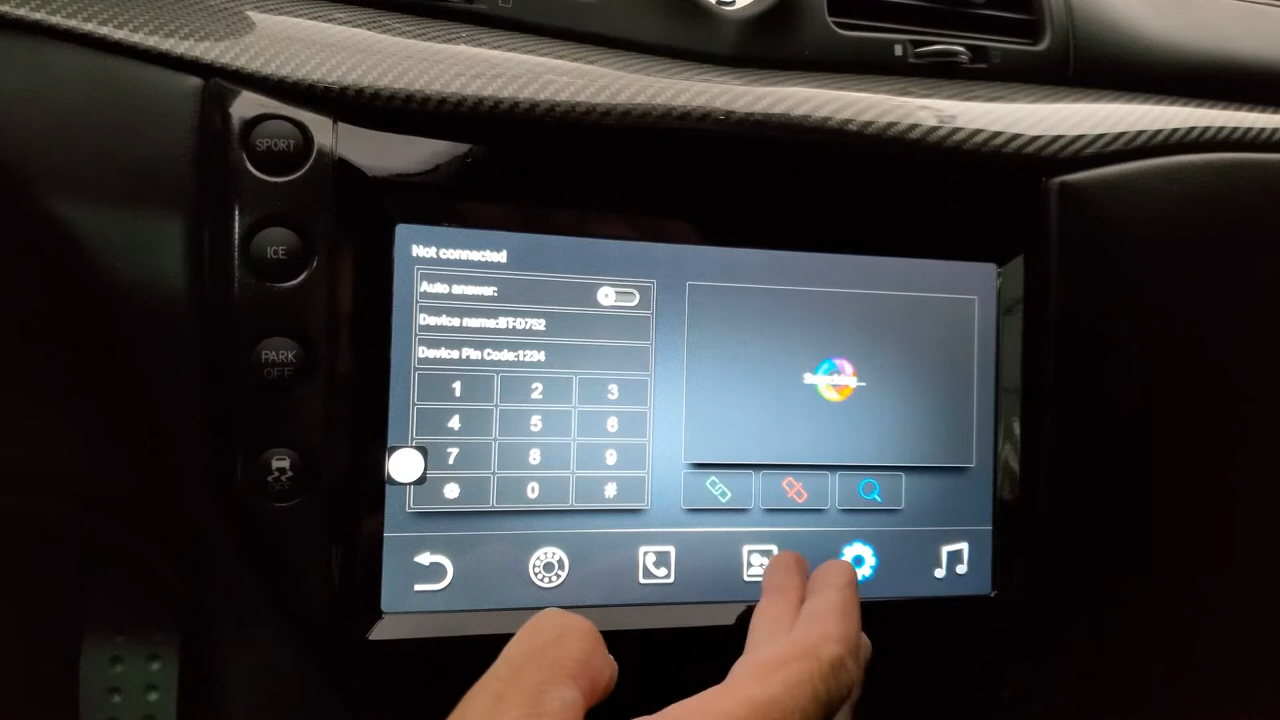 SPORT
ICE
PARK
OFF
Not connected
Auto answer:
Device name:BT-D752
Device Pin Code:1234
1 2 3
4 5 6
7 8 9
* 0 #
Searching...